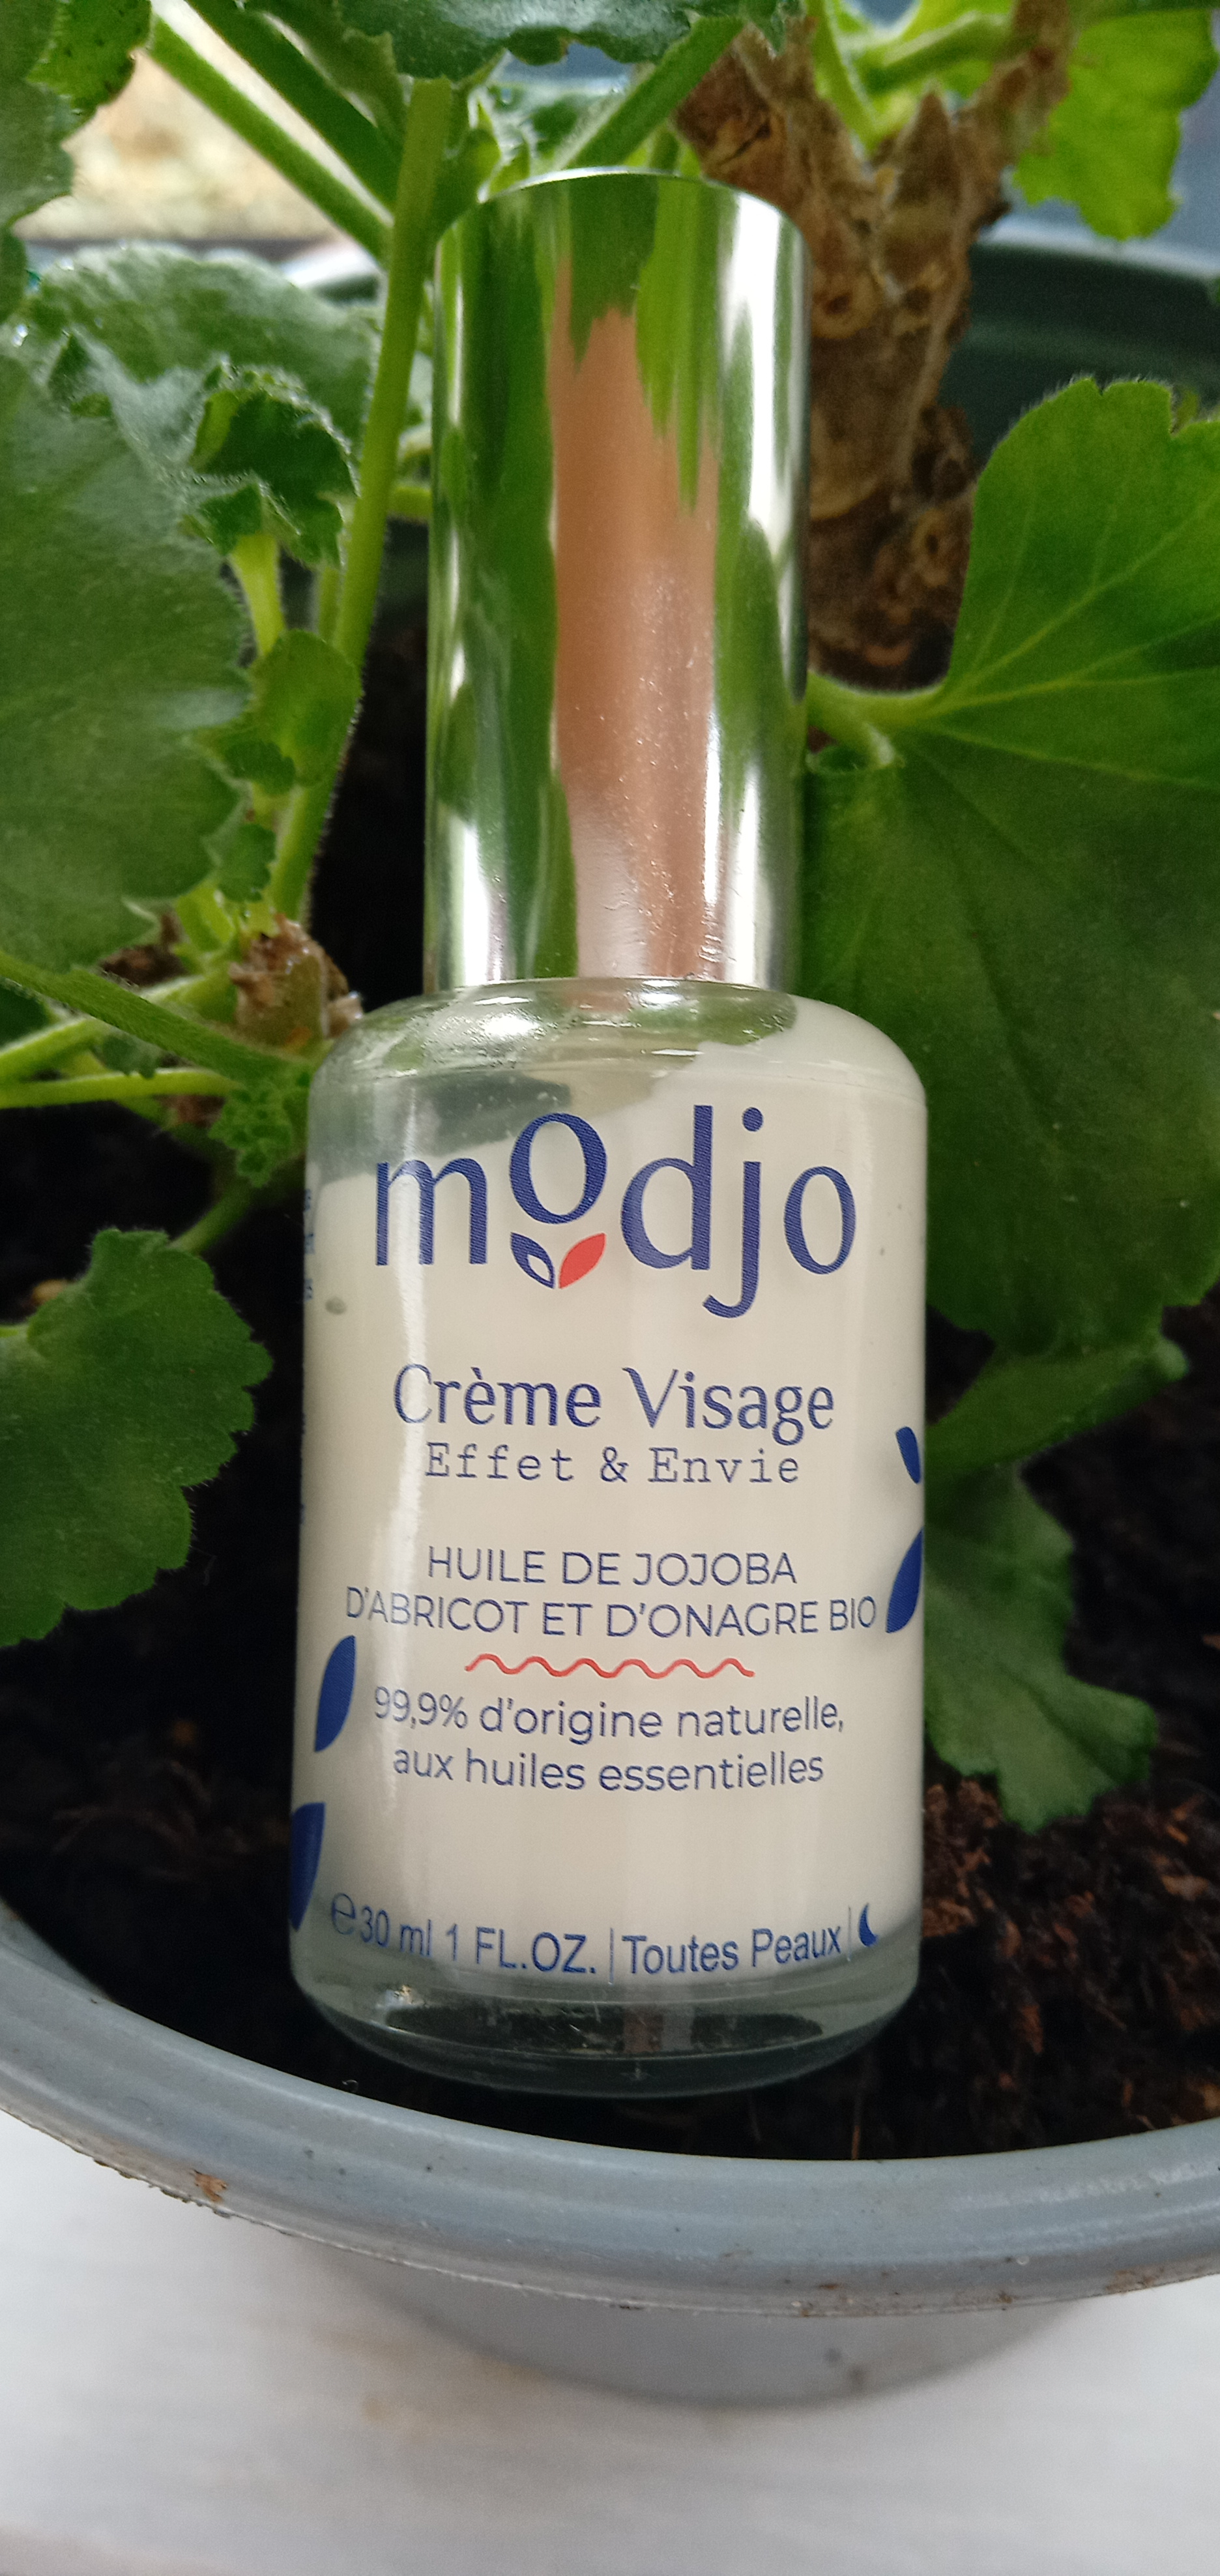 modjo
Crème Visage
Effet & Envie
HUILE DE JOJOBA
D'ABRICOT ET D'ONAGRE BIO
99,9% d'origine naturelle,
aux huiles essentielles
℮30 ml 1 FL.OZ. | Toutes Peaux |